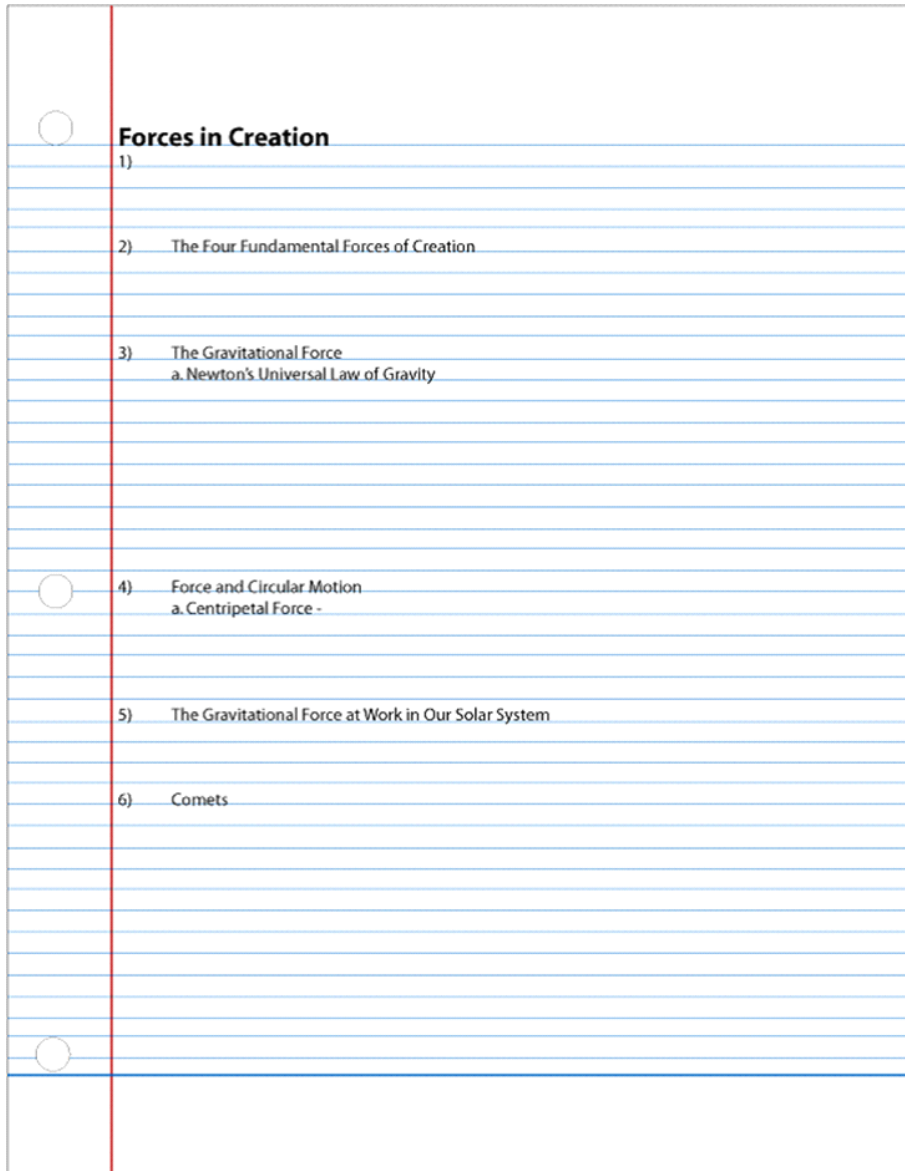 Forces in Creation
1)
2) The Four Fundamental Forces of Creation
3) The Gravitational Force
a. Newton's Universal Law of Gravity
4) Force and Circular Motion
a. Centripetal Force -
5) The Gravitational Force at Work in Our Solar System
6) Comets